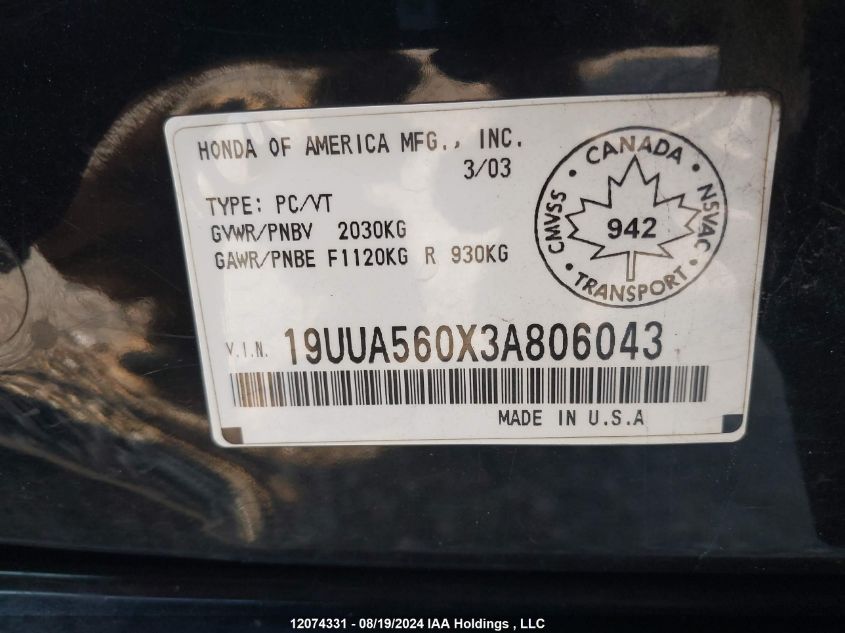 HONDA OF AMERICA MFG., INC.
3/03
TYPE: PC/VT
GVWR/PNBV 2030KG
GAWR/PNBE F1120KG R 930KG
CANADA
CMVSS
942
NSVAC
TRANSPORT
V.I.N. 19UUA560X3A806043
MADE IN U.S.A
12074331 - 08/19/2024 IAA Holdings , LLC